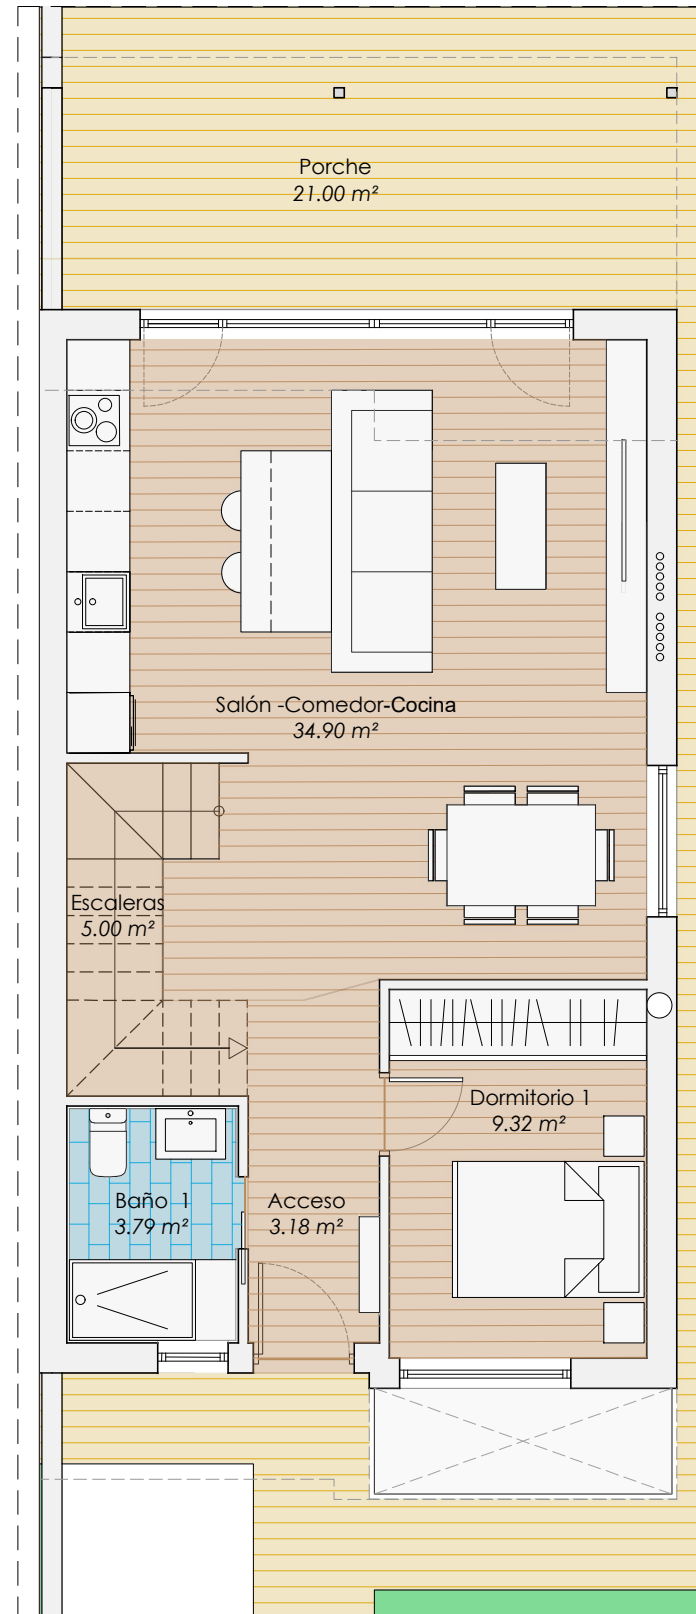 Porche
21.00 m²
Salón -Comedor-Cocina
34.90 m²
Escaleras
5.00 m²
Dormitorio 1
9.32 m²
Baño 1
3.79 m²
Acceso
3.18 m²